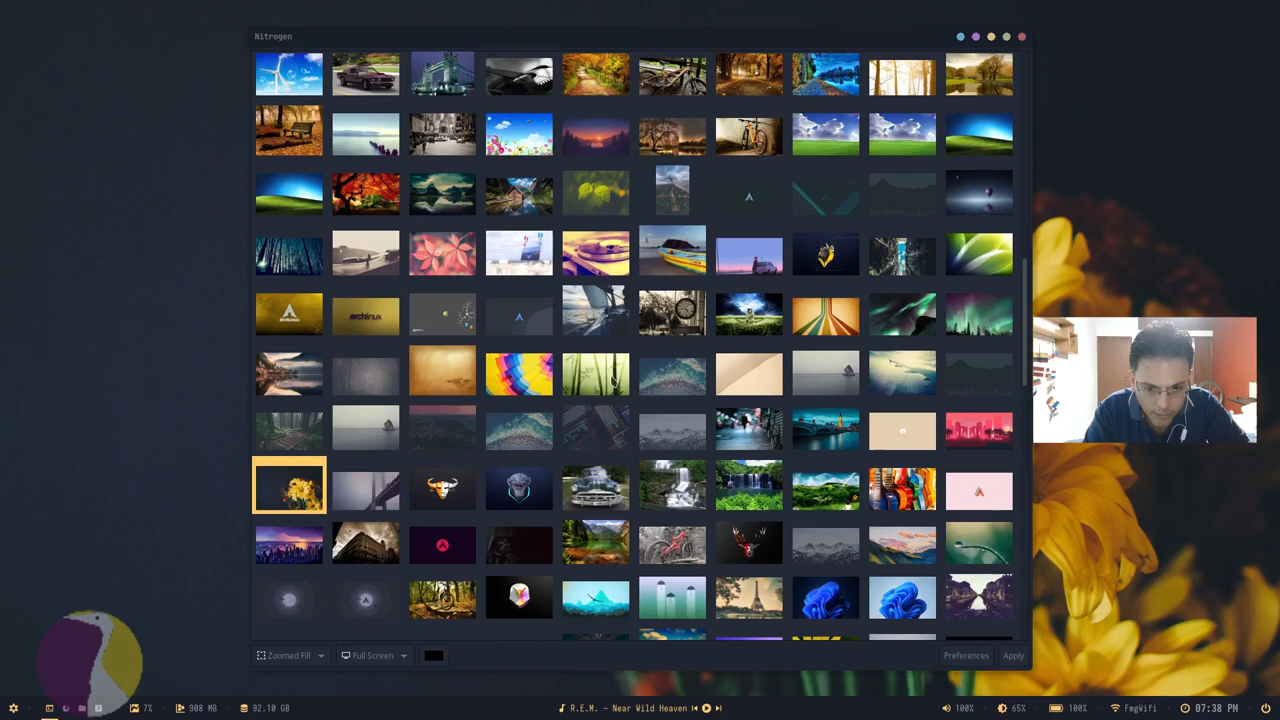 Nitrogen
archlinux
Zoomed Fill
Full Screen
Preferences
Apply
7%
908 MB
92.10 GB
R.E.M. - Near Wild Heaven
100%
65%
100%
FmgWifi
07:38 PM